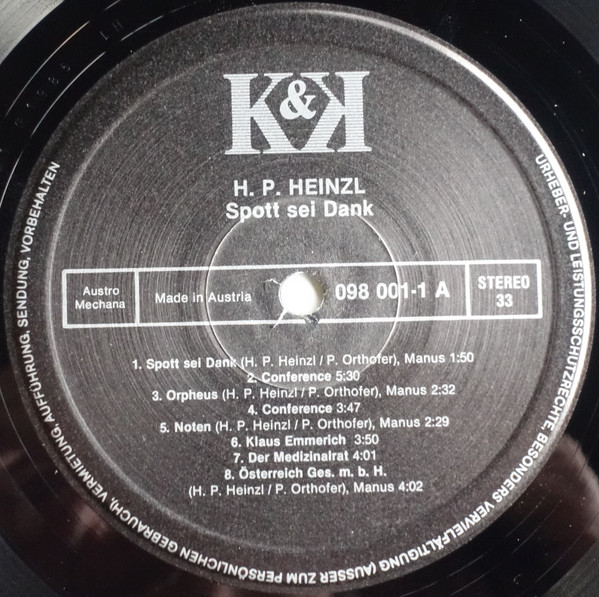 K&K
H. P. HEINZL
Spott sei Dank
Austro
Mechana
Made in Austria
098 001-1 A
STEREO
33
1. Spott sei Dank (H. P. Heinzl / P. Orthofer), Manus 1:50
2. Conference 5:30
3. Orpheus (H. P. Heinzl / P. Orthofer), Manus 2:32
4. Conference 3:47
5. Noten (H. P. Heinzl / P. Orthofer), Manus 2:29
6. Klaus Emmerich 3:50
7. Der Medizinalrat 4:01
8. Österreich Ges. m. b. H.
(H. P. Heinzl / P. Orthofer), Manus 4:02
URHEBER- UND LEISTUNGSSCHUTZRECHTE, BESONDERS VERVIELFÄLTIGUNG (AUSSER ZUM PERSÖNLICHEN GEBRAUCH), VERMIETUNG, AUFFÜHRUNG, SENDUNG, VORBEHALTEN